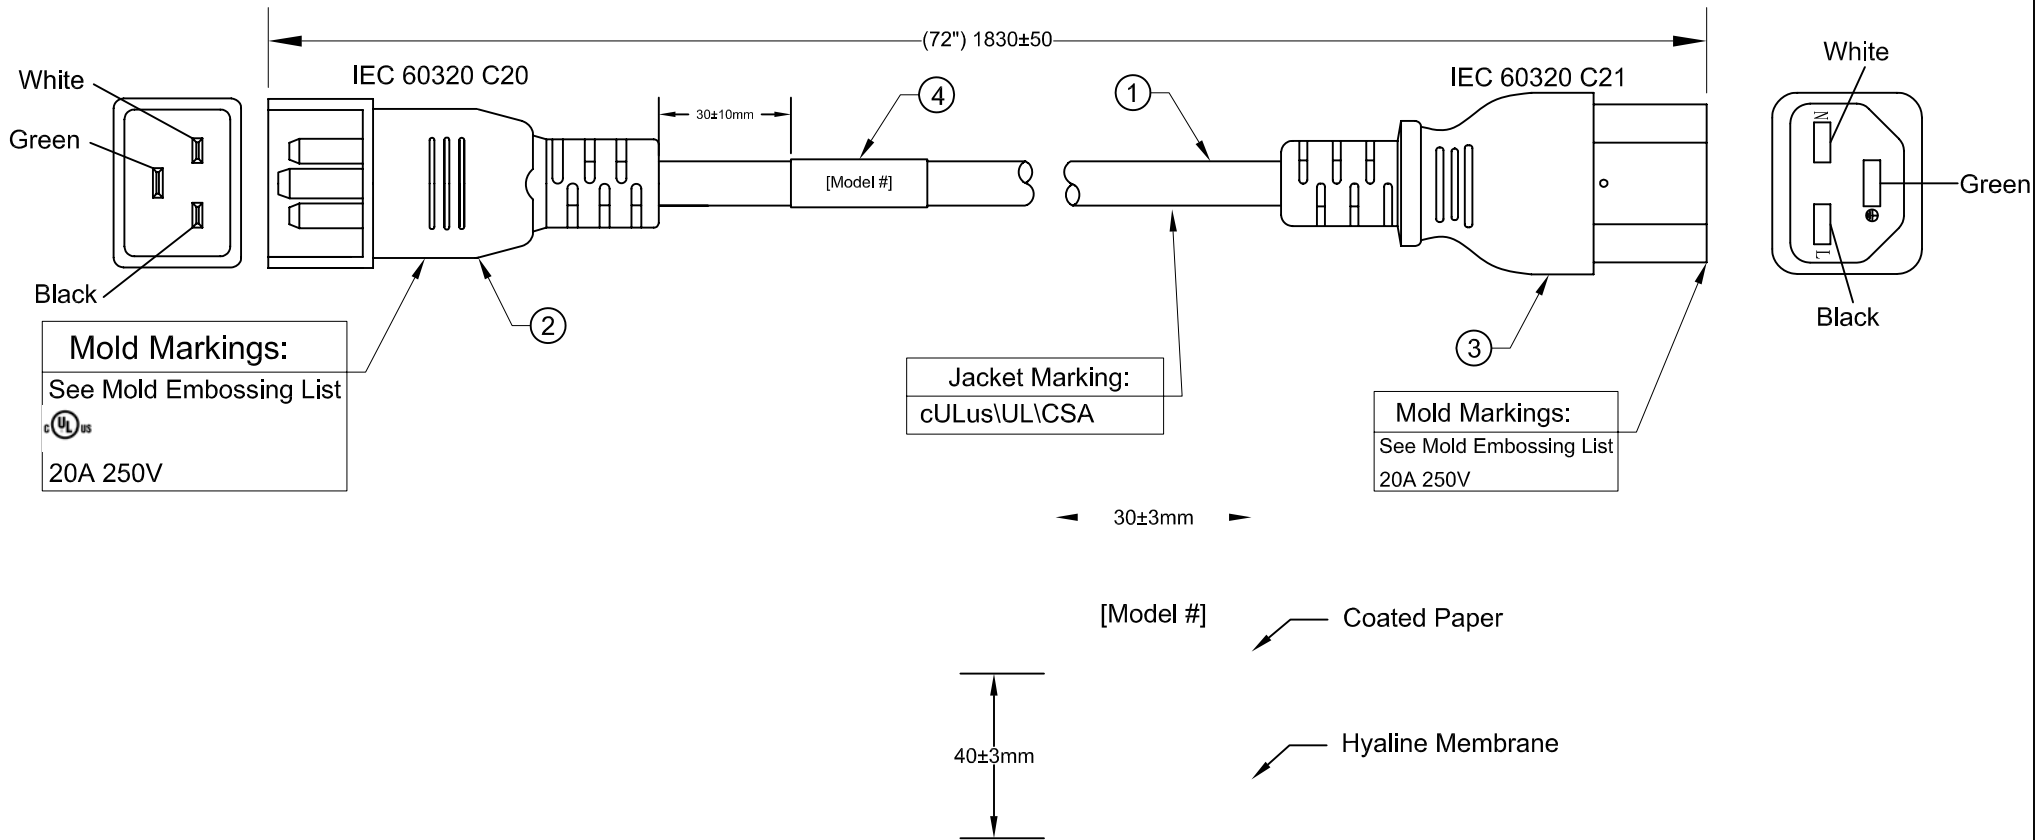 (72") 1830±50
White
IEC 60320 C20
IEC 60320 C21
White
Green
4
1
30±10mm
[Model #]
N
Green
L
Black
2
3
Black
Mold Markings:
See Mold Embossing List
c UL us
20A 250V
Jacket Marking:
cULus\UL\CSA
Mold Markings:
See Mold Embossing List
20A 250V
30±3mm
[Model #]
Coated Paper
40±3mm
Hyaline Membrane